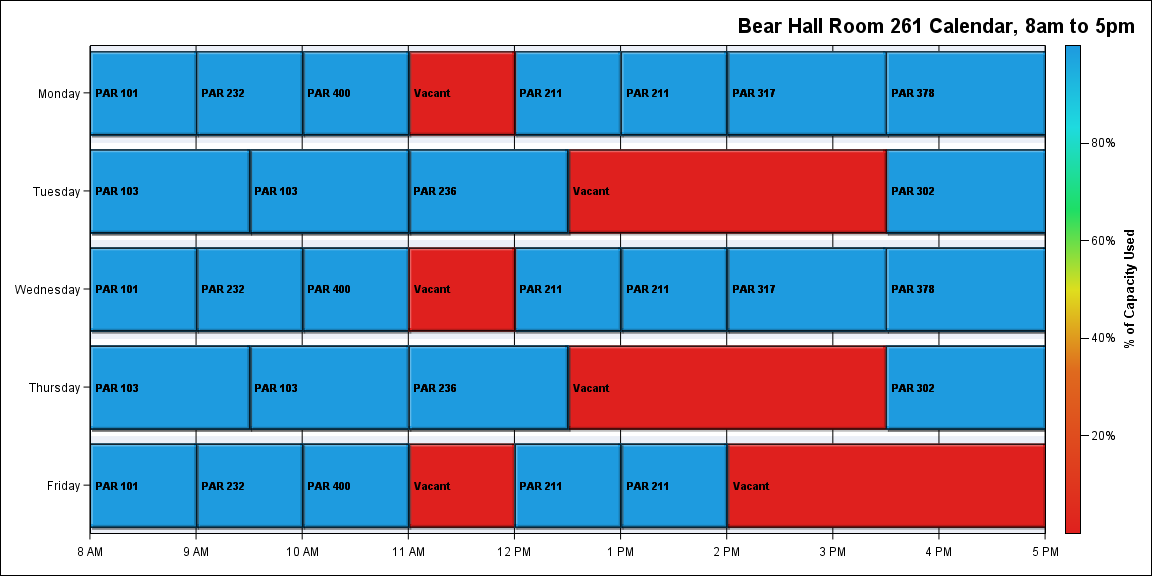 Bear Hall Room 261 Calendar, 8am to 5pm
Monday PAR 101 PAR 232 PAR 400 Vacant PAR 211 PAR 211 PAR 317 PAR 378
Tuesday PAR 103 PAR 103 PAR 236 Vacant PAR 302
Wednesday PAR 101 PAR 232 PAR 400 Vacant PAR 211 PAR 211 PAR 317 PAR 378
Thursday PAR 103 PAR 103 PAR 236 Vacant PAR 302
Friday PAR 101 PAR 232 PAR 400 Vacant PAR 211 PAR 211 Vacant
8 AM 9 AM 10 AM 11 AM 12 PM 1 PM 2 PM 3 PM 4 PM 5 PM
80%
60%
40%
20%
% of Capacity Used